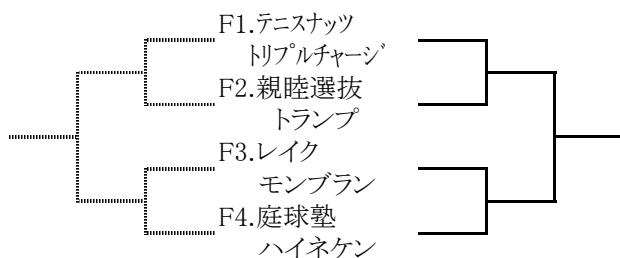 F1.テニスナッツ
トリプルチャージ
F2.親睦選抜
トランプ
F3.レイク
モンブラン
F4.庭球塾
ハイネケン